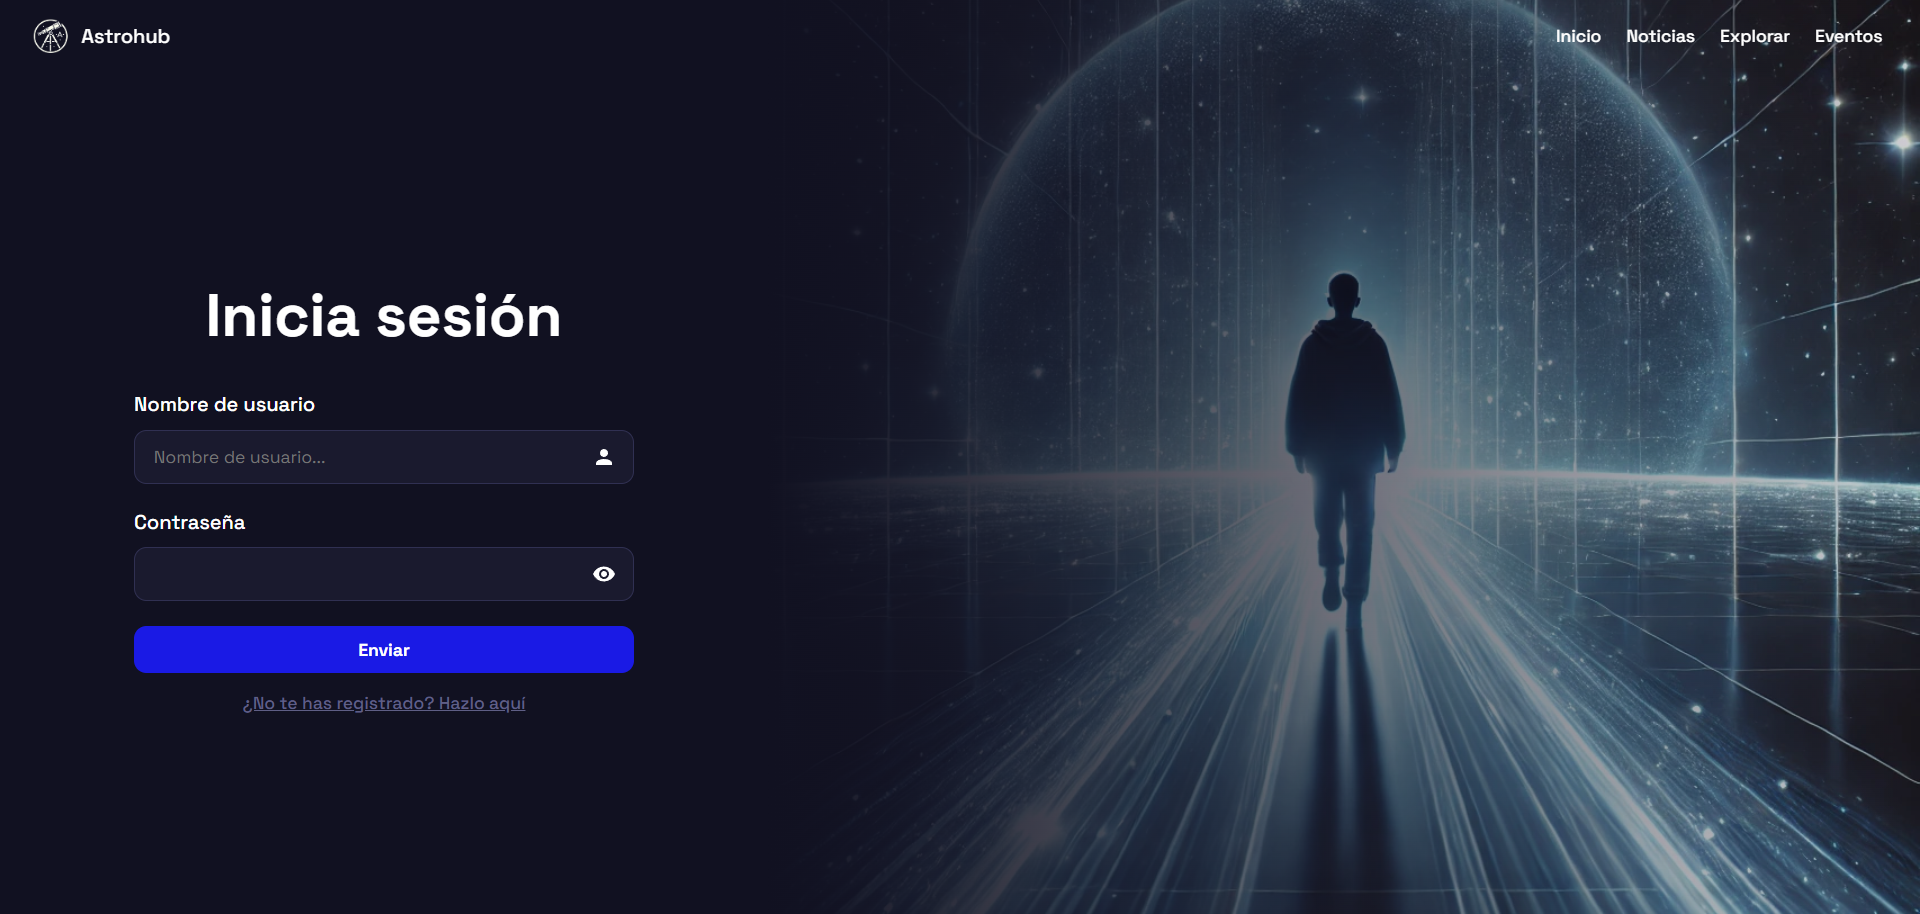 Astrohub
Inicio Noticias Explorar Eventos
Inicia sesión
Nombre de usuario
Nombre de usuario...
Contraseña
Enviar
¿No te has registrado? Hazlo aquí